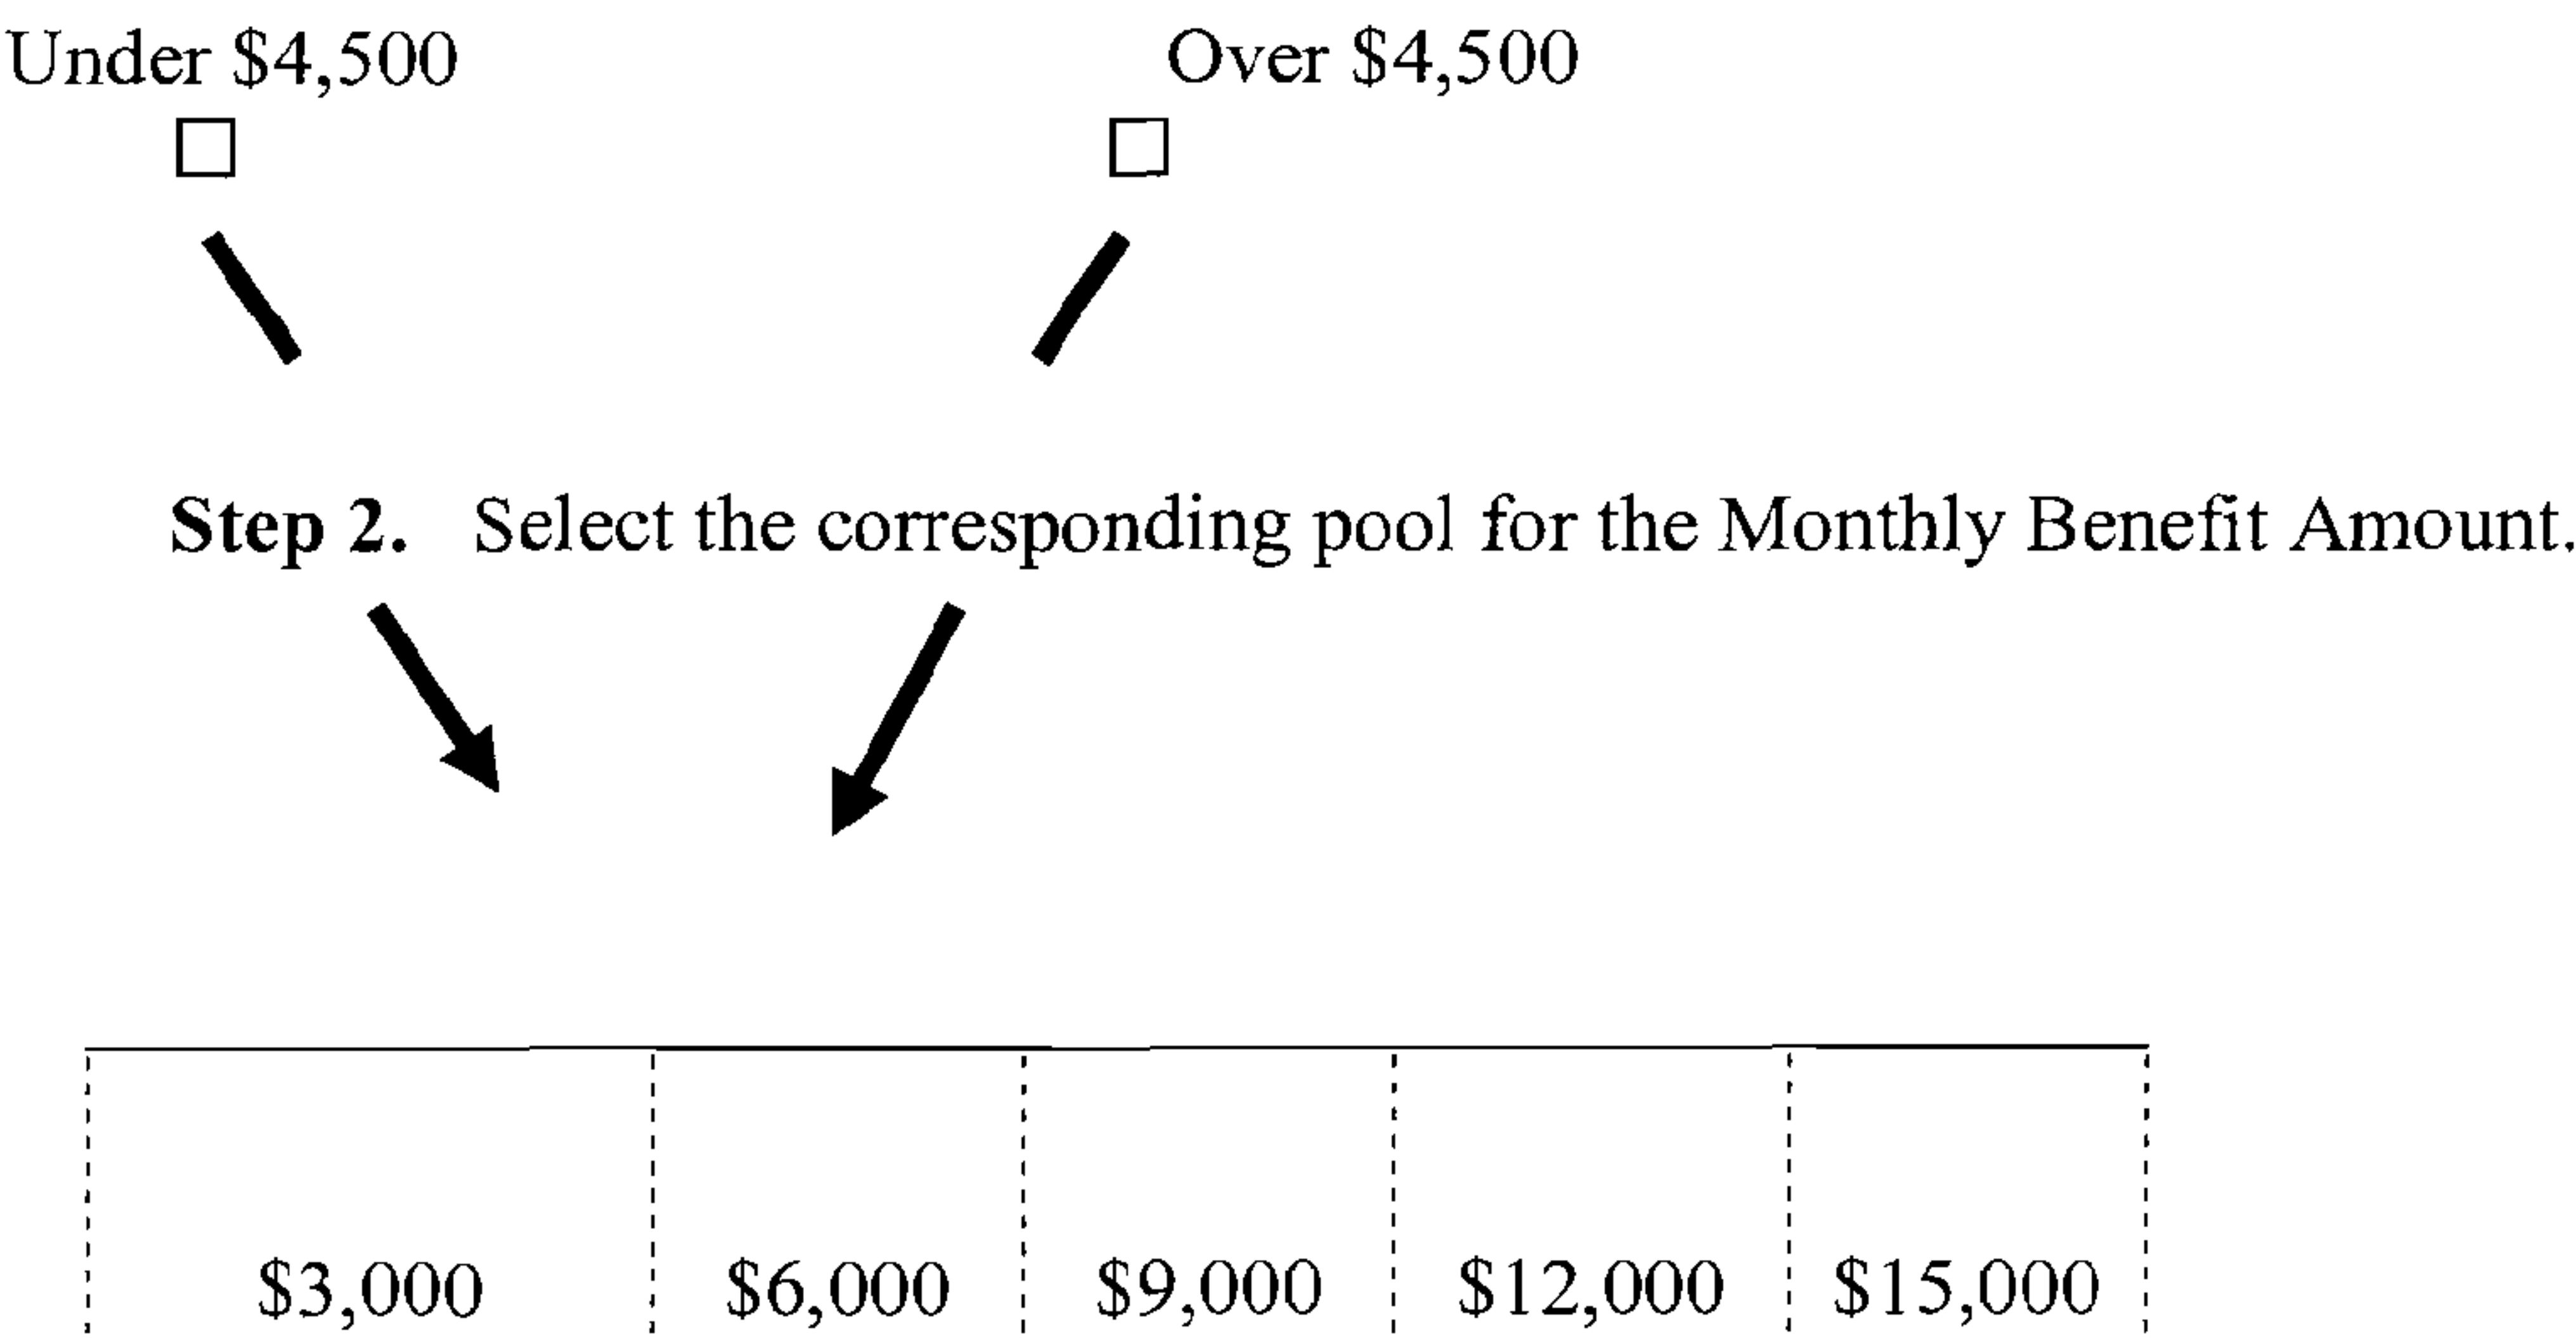 Under $4,500 Over $4,500
Step 2. Select the corresponding pool for the Monthly Benefit Amount.
$3,000 $6,000 $9,000 $12,000 $15,000